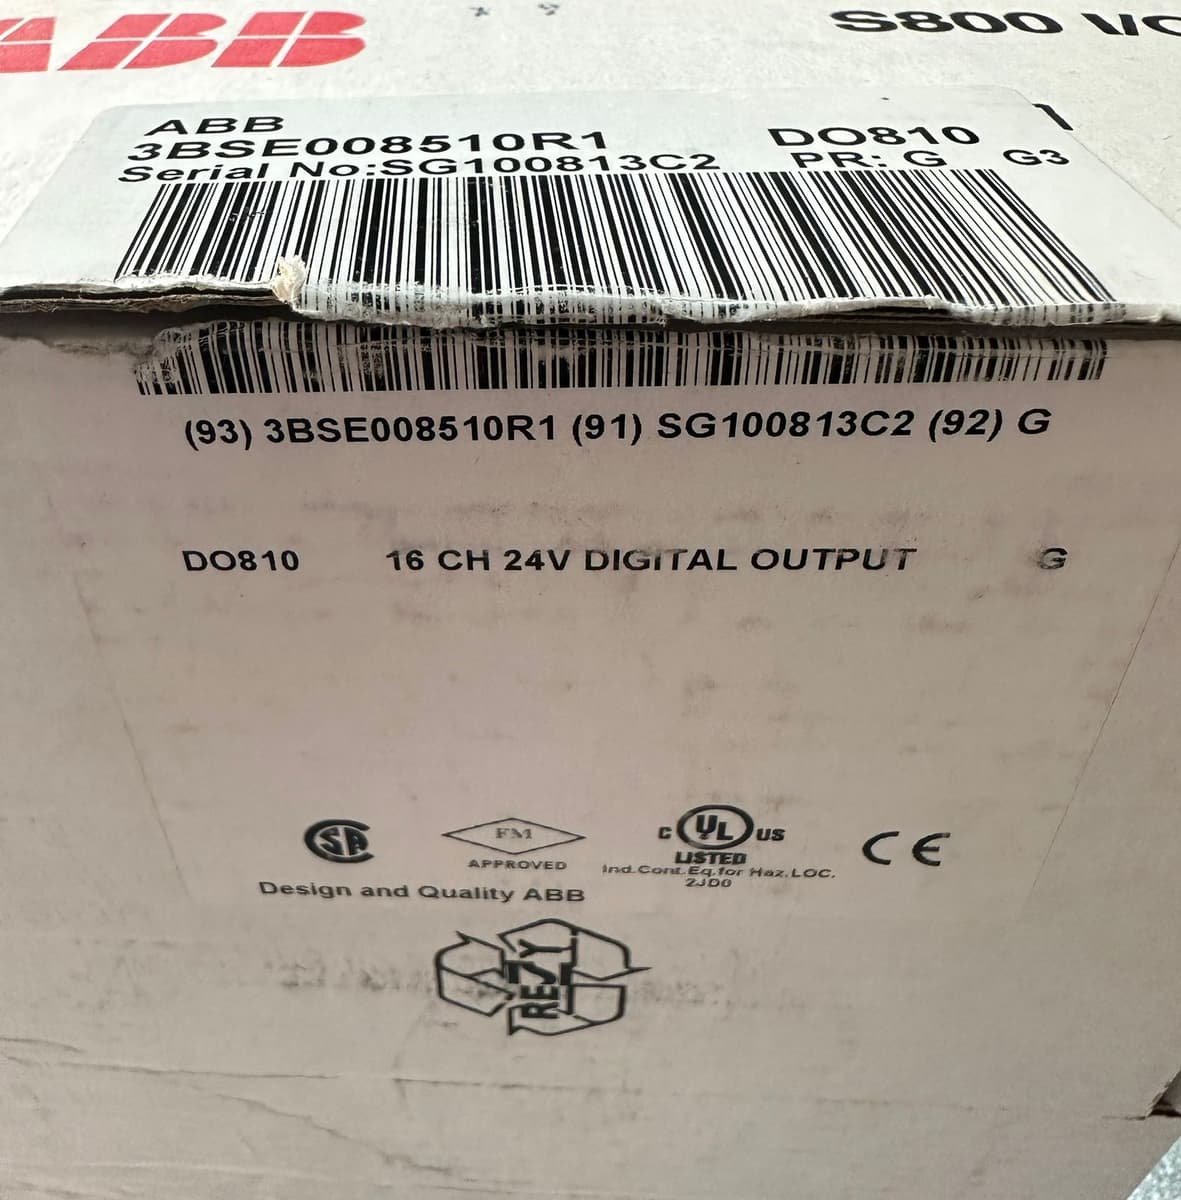 ABB
S800 I/O
ABB
3BSE008510R1 DO810 1
Serial No:SG100813C2 PR: G G3
(93) 3BSE008510R1 (91) SG100813C2 (92) G
DO810 16 CH 24V DIGITAL OUTPUT G
SA
FM
APPROVED
C UL US
LISTED
Ind.Cont.Eq.for Haz.LOC.
2JD0
CE
Design and Quality ABB
RESY